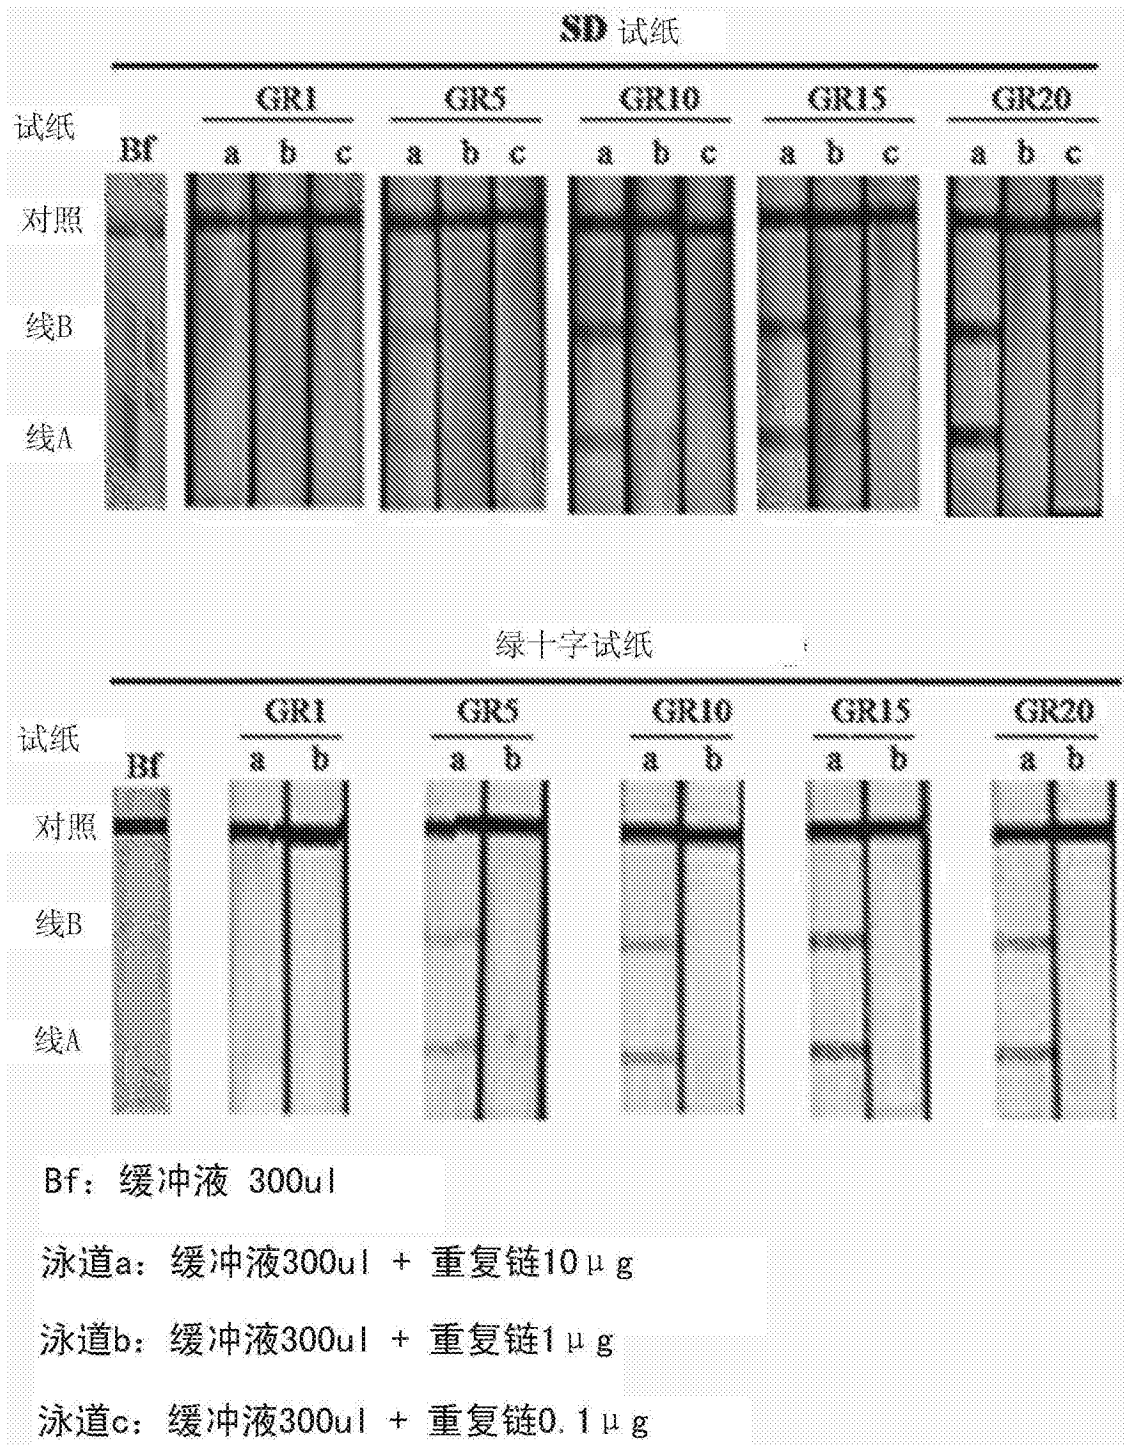 SD 试纸
GR1 GR5 GR10 GR15 GR20
试纸
Bf a b c a b c a b c a b c a b c
对照
线B
线A
绿十字试纸
GR1 GR5 GR10 GR15 GR20
试纸
Bf a b a b a b a b a b
对照
线B
线A
Bf：缓冲液 300ul
泳道a：缓冲液300ul + 重复链10μg
泳道b：缓冲液300ul + 重复链1μg
泳道c：缓冲液300ul + 重复链0.1μg